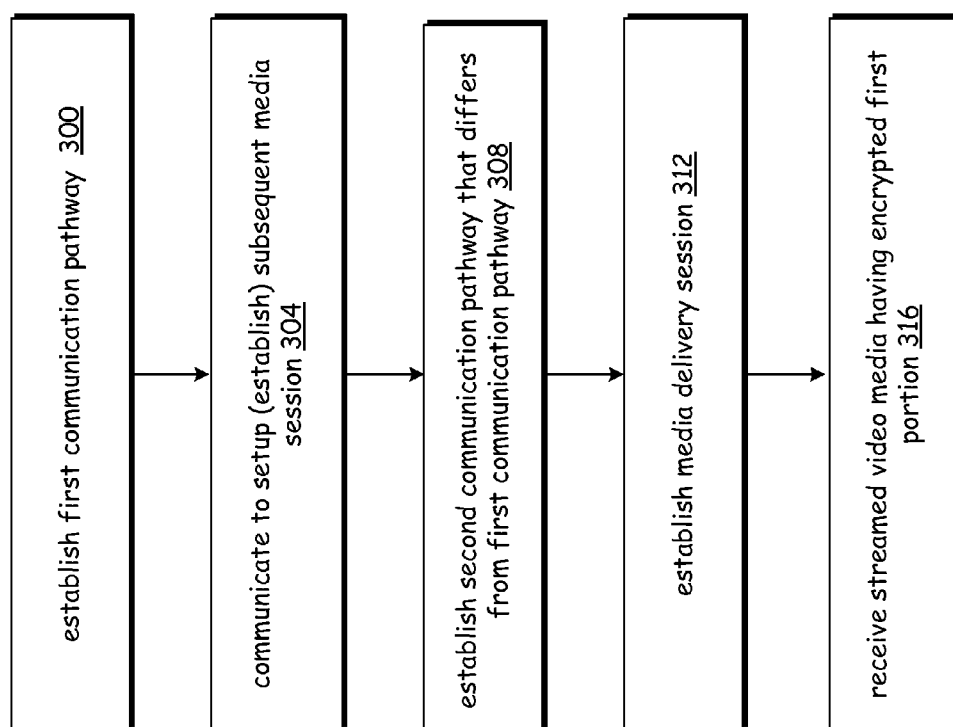 establish first communication pathway 300
communicate to setup (establish) subsequent media
session 304
establish second communication pathway that differs
from first communication pathway 308
establish media delivery session 312
receive streamed video media having encrypted first
portion 316